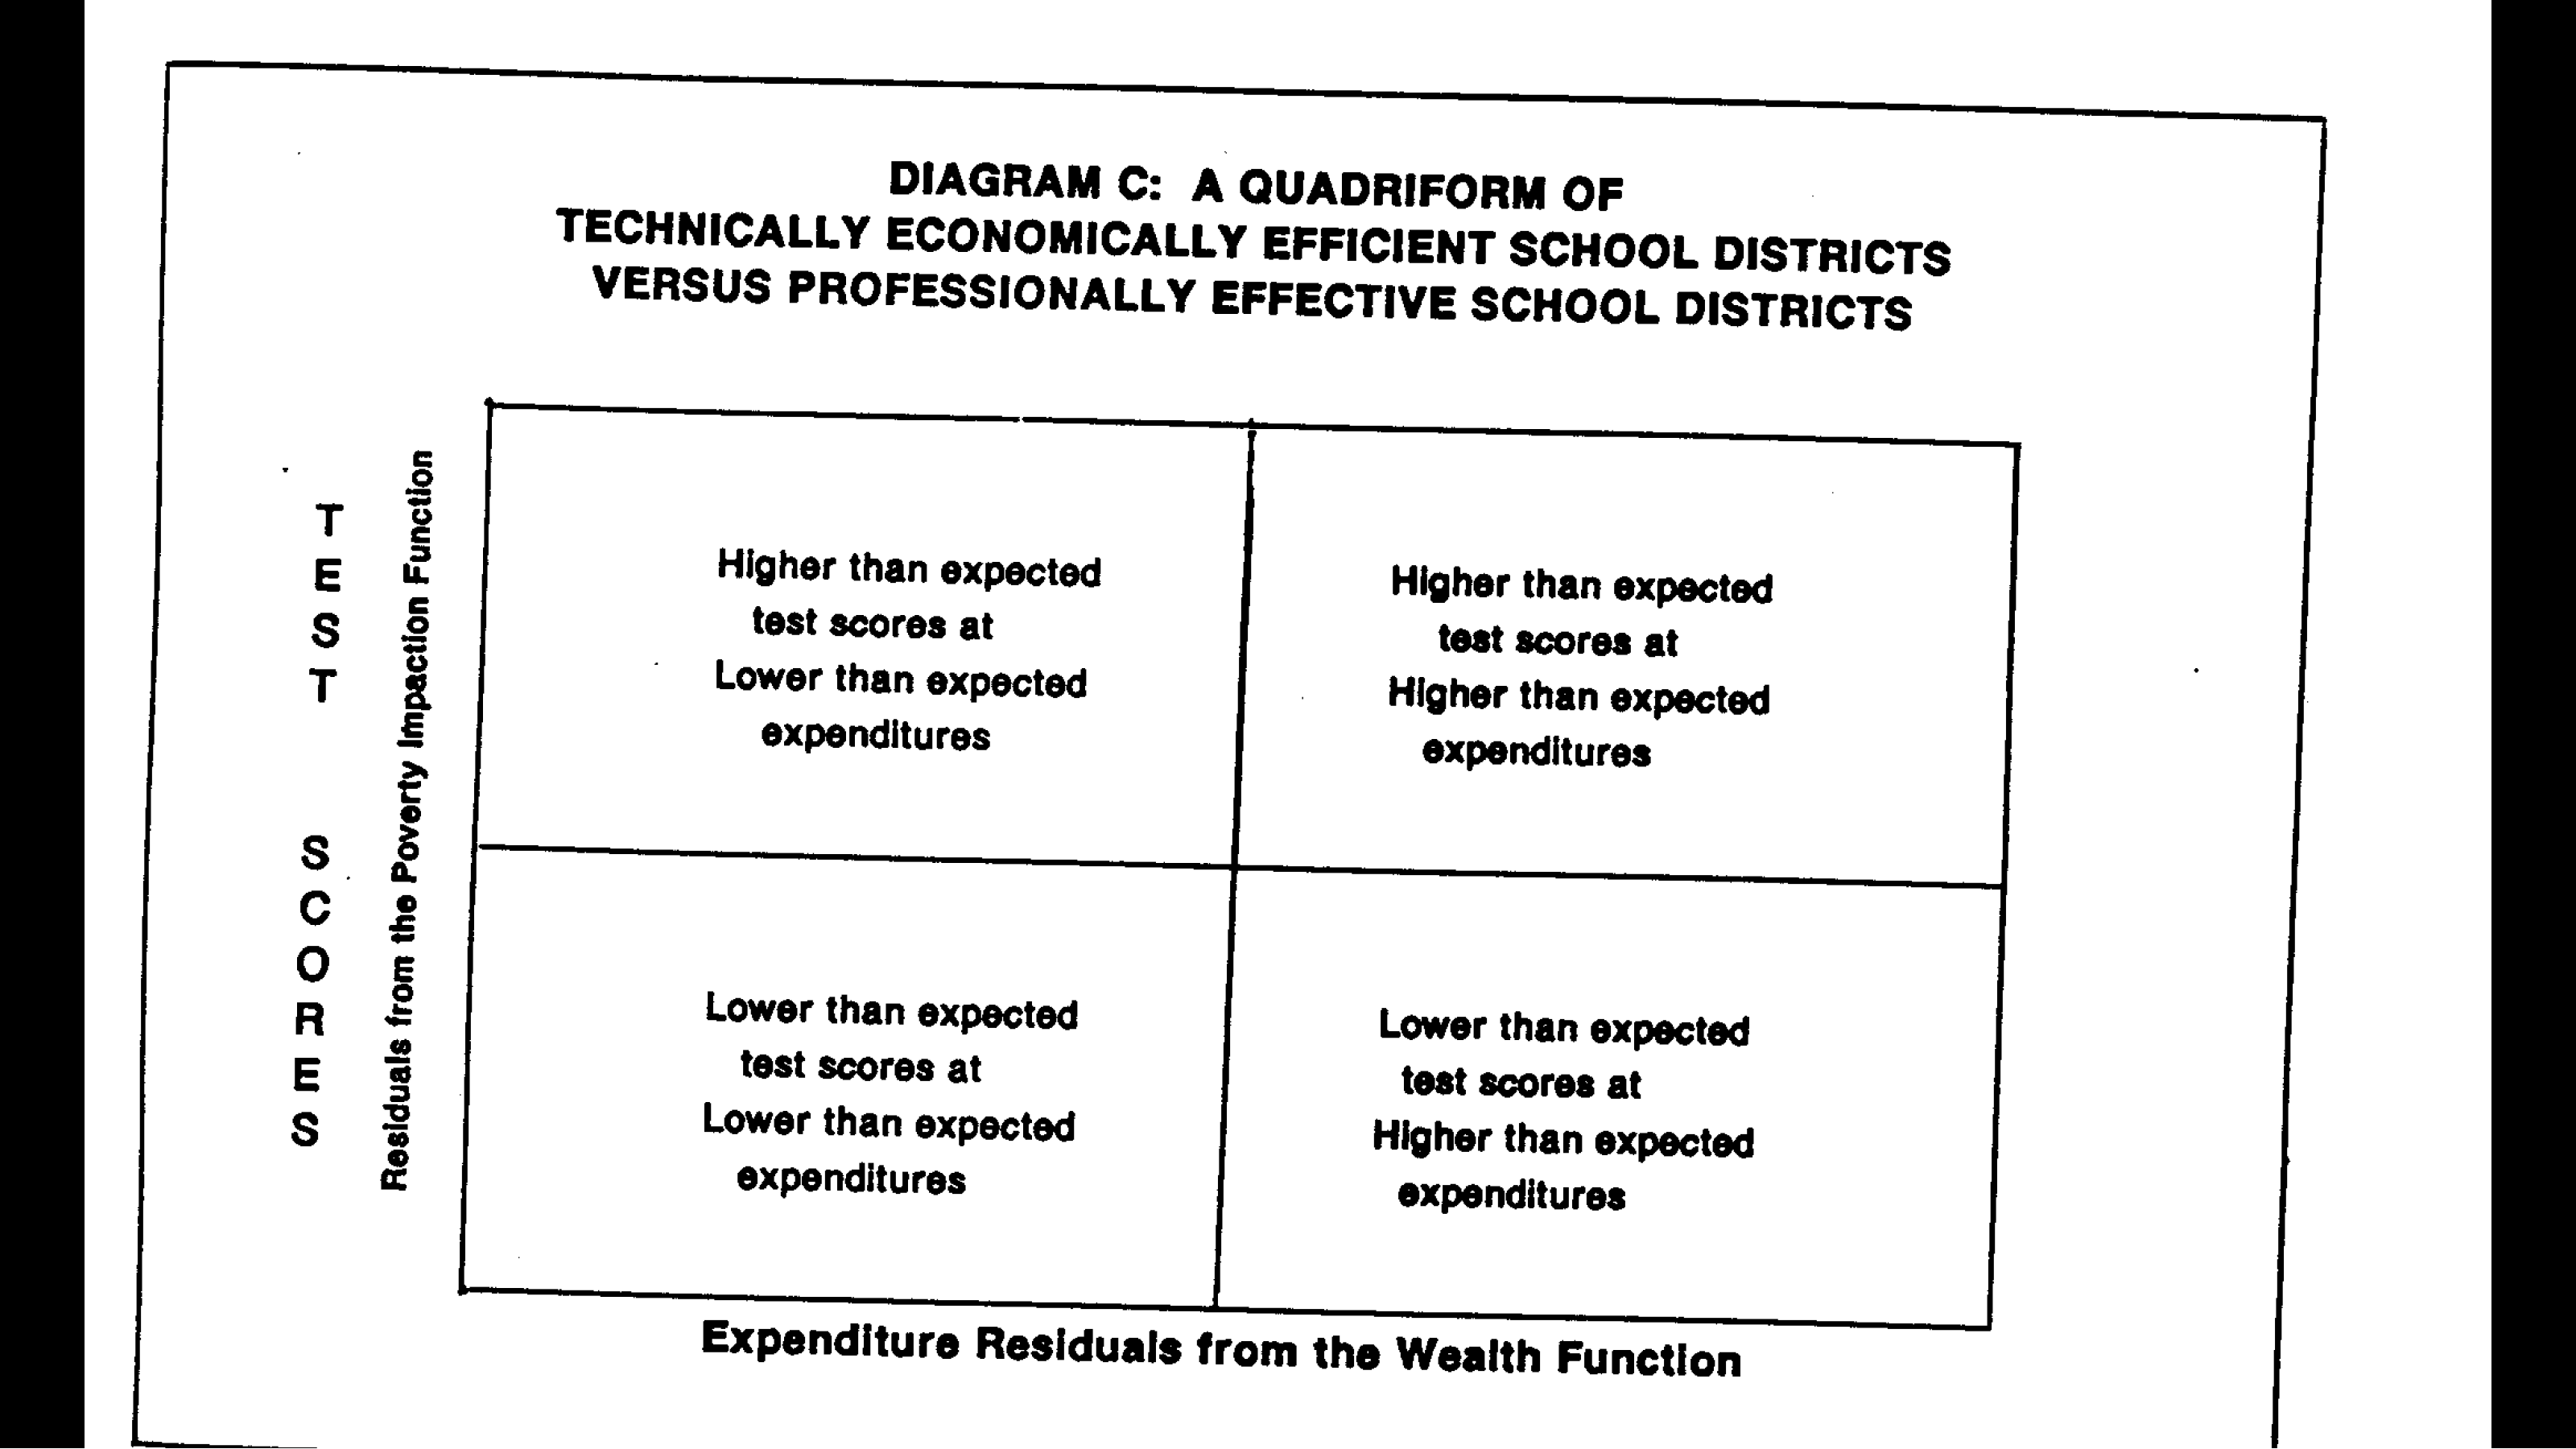 DIAGRAM C: A QUADRIFORM OF
TECHNICALLY ECONOMICALLY EFFICIENT SCHOOL DISTRICTS
VERSUS PROFESSIONALLY EFFECTIVE SCHOOL DISTRICTS
TEST SCORES
Residuals from the Poverty Impaction Function
Higher than expected
test scores at
Lower than expected
expenditures
Higher than expected
test scores at
Higher than expected
expenditures
Lower than expected
test scores at
Lower than expected
expenditures
Lower than expected
test scores at
Higher than expected
expenditures
Expenditure Residuals from the Wealth Function